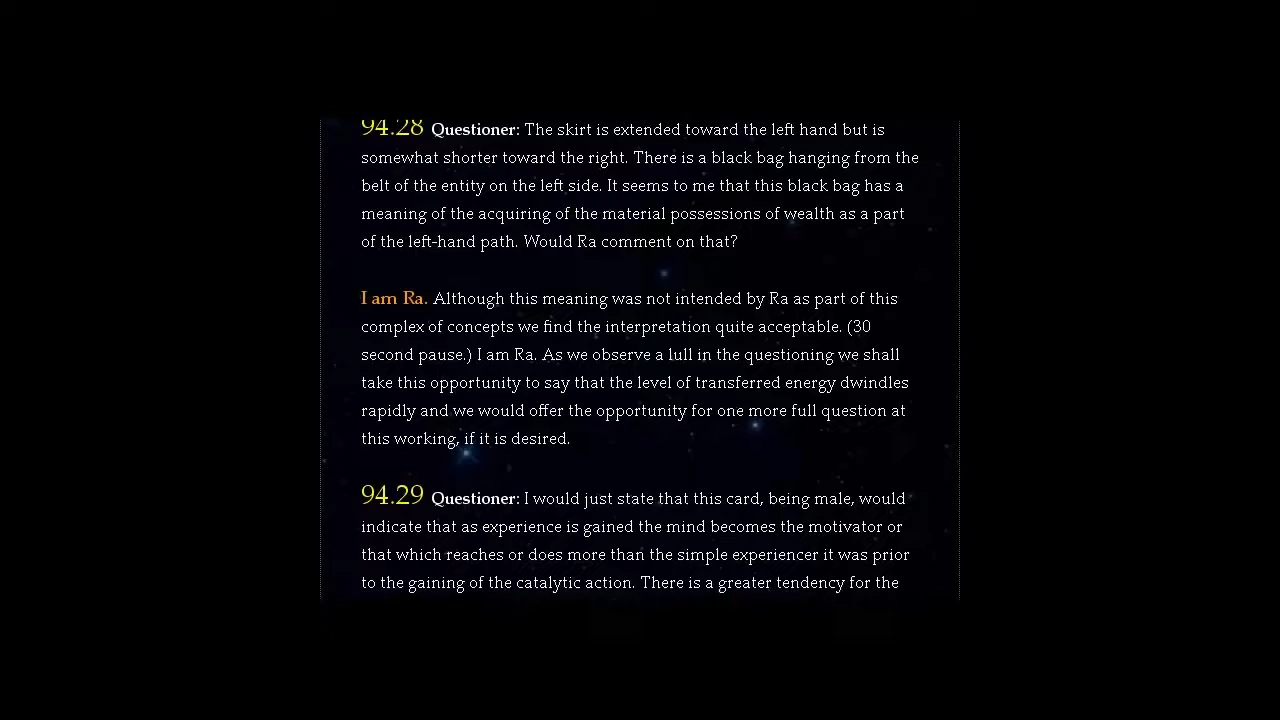 94.28 Questioner: The skirt is extended toward the left hand but is
somewhat shorter toward the right. There is a black bag hanging from the
belt of the entity on the left side. It seems to me that this black bag has a
meaning of the acquiring of the material possessions of wealth as a part
of the left-hand path. Would Ra comment on that?
I am Ra. Although this meaning was not intended by Ra as part of this
complex of concepts we find the interpretation quite acceptable. (30
second pause.) I am Ra. As we observe a lull in the questioning we shall
take this opportunity to say that the level of transferred energy dwindles
rapidly and we would offer the opportunity for one more full question at
this working, if it is desired.
94.29 Questioner: I would just state that this card, being male, would
indicate that as experience is gained the mind becomes the motivator or
that which reaches or does more than the simple experiencer it was prior
to the gaining of the catalytic action. There is a greater tendency for the